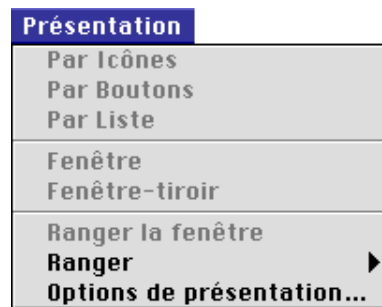 Présentation
Par Icônes
Par Boutons
Par Liste
Fenêtre
Fenêtre-tiroir
Ranger la fenêtre
Ranger
Options de présentation...